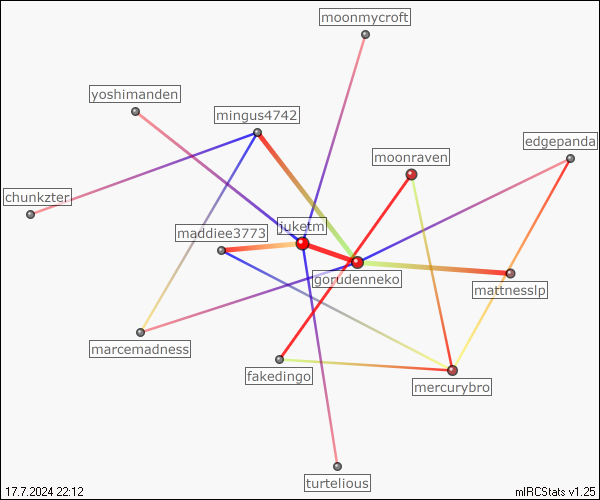 moonmycroft
yoshimanden
mingus4742
edgepanda
moonraven
chunkzter
juketm
maddiee3773
gorudenneko
mattnesslp
marcemadness
fakedingo
mercurybro
turtelious
17.7.2024 22:12
mIRCStats v1.25